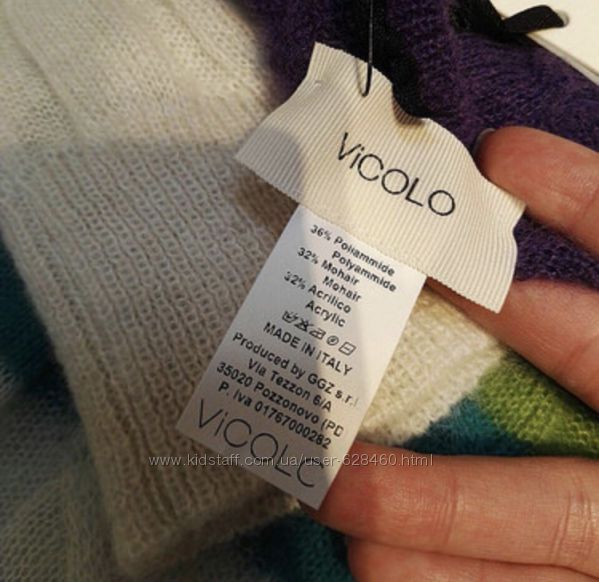 ViCOLO
36% Poliammide
Polyammide
32% Mohair
Mohair
32% Acrilico
Acrylic
MADE IN ITALY
Produced by GGZ s.r.l.
Via Tezzon 6/A
35020 Pozzonovo (PD
P. Iva 01767000282
ViCOLO
www.kidstaff.com.ua/user-628460.html